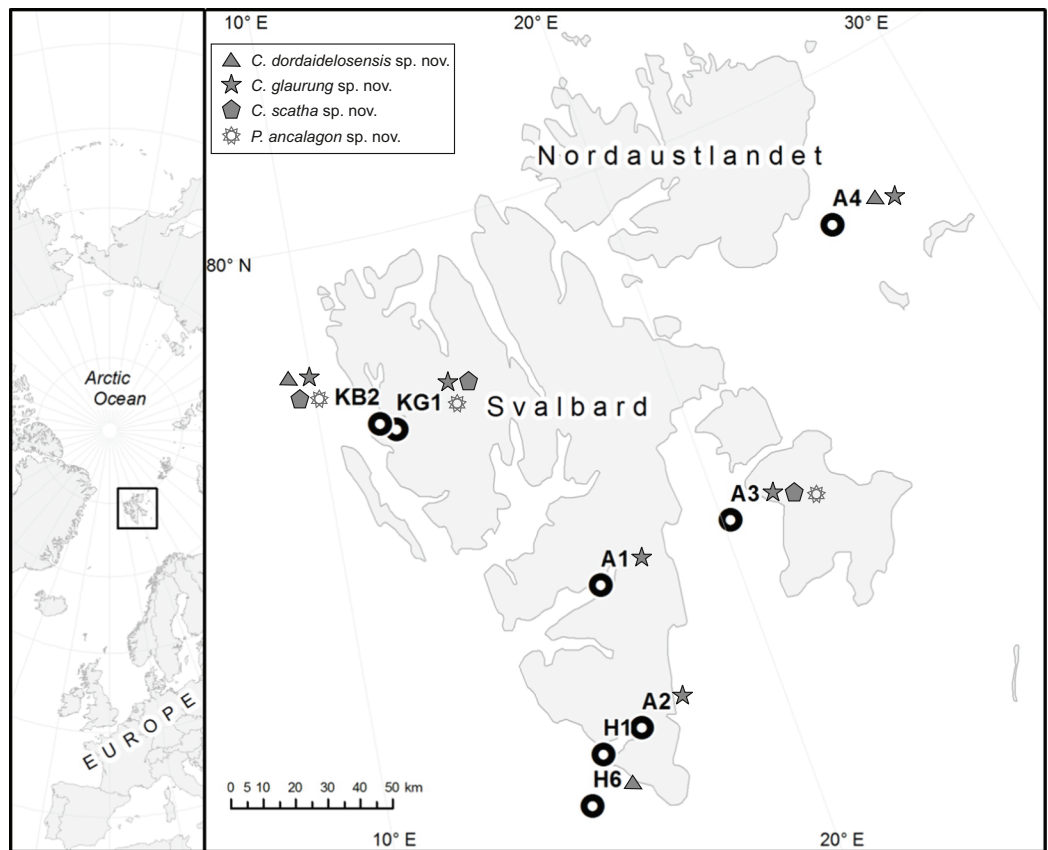 10° E
20° E
30° E
C. dordaidelosensis sp. nov.
C. glaurung sp. nov.
C. scatha sp. nov.
P. ancalagon sp. nov.
Nordaustlandet
A4
80° N
Arctic
Ocean
KB2
KG1
Svalbard
A3
A1
A2
H1
H6
EUROPE
0 5 10 20 30 40 50 km
10° E
20° E